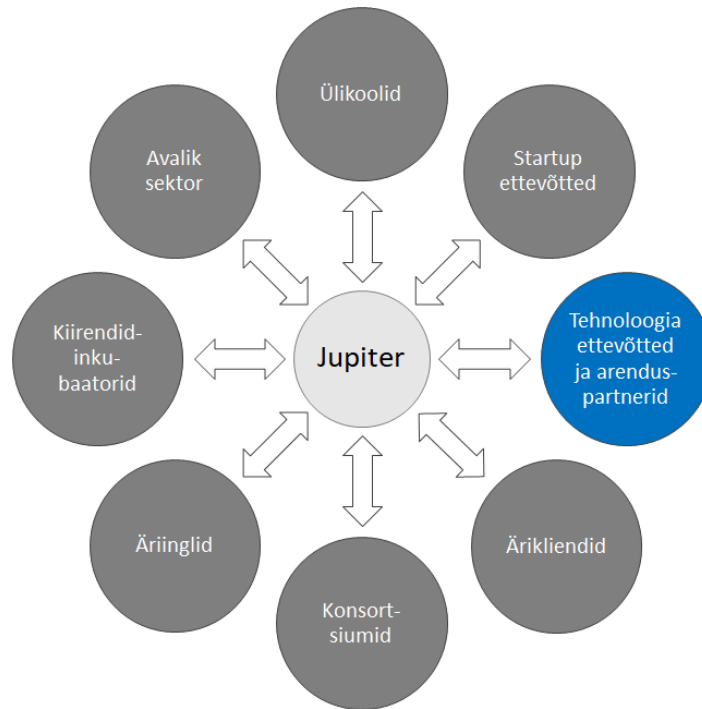 Ülikoolid
Avalik
sektor
Startup
ettevõtted
Kiirendid-
inku-
baatorid
Jupiter
Tehnoloogia
ettevõtted
ja arendus-
partnerid
Äriinglid
Ärikliendid
Konsort-
siumid